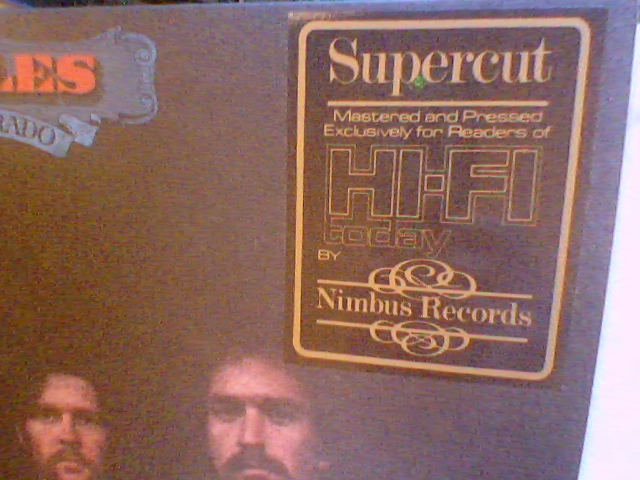 LES
RADO
Supercut
Mastered and Pressed
Exclusively for Readers of
HI-FI
today
BY
Nimbus Records